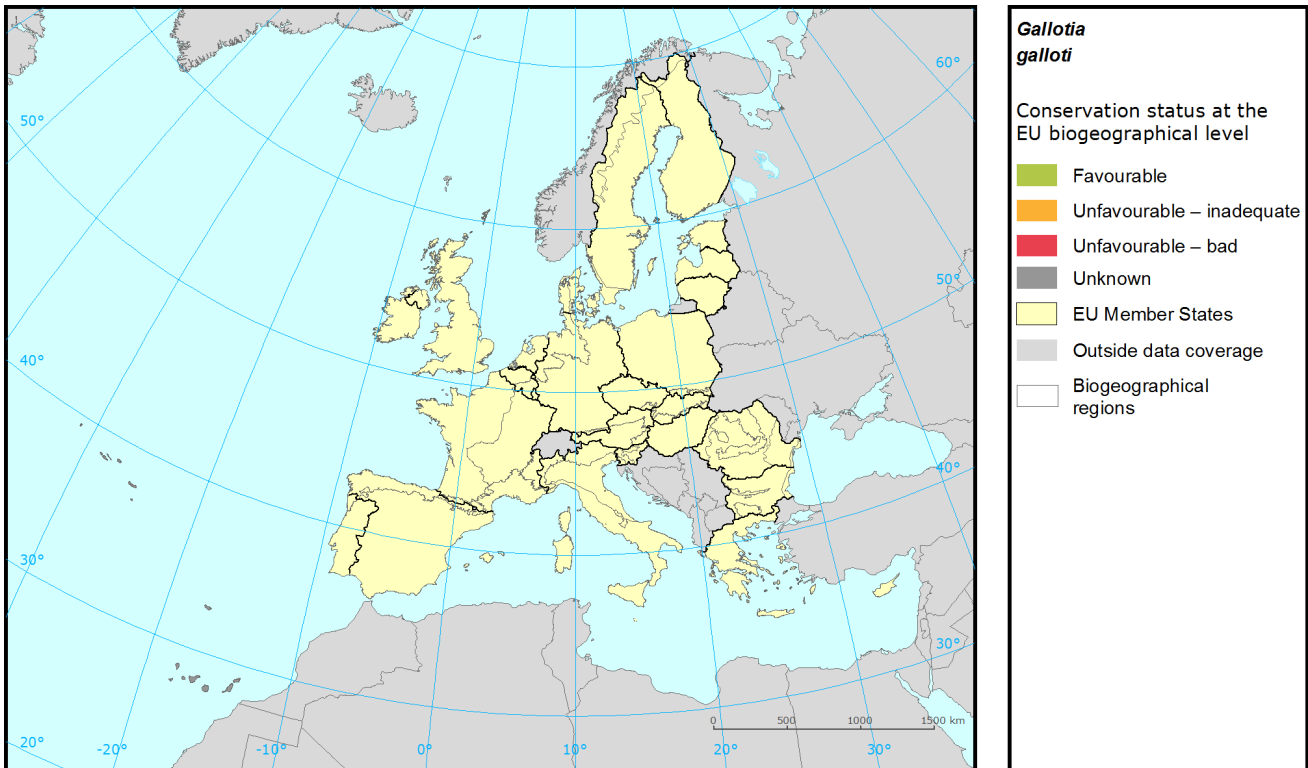 Gallotia
galloti
Conservation status at the
EU biogeographical level
Favourable
Unfavourable – inadequate
Unfavourable – bad
Unknown
EU Member States
Outside data coverage
Biogeographical
regions
60°
50°
50°
40°
40°
30°
30°
20°
-20°
-10°
0°
10°
20°
30°
0 500 1000 1500 km